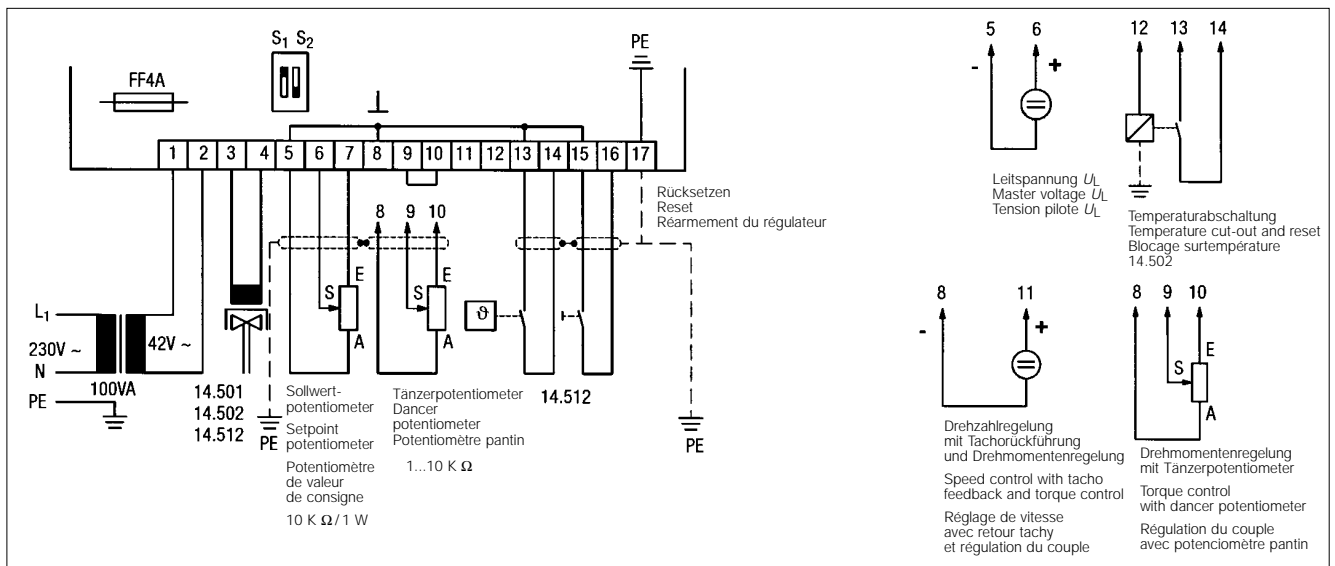 S1 S2
PE
FF4A
1 2 3 4 5 6 7 8 9 10 11 12 13 14 15 16 17
Rücksetzen
Reset
Réarmement du régulateur
8 9 10
E
S
A
E
S
A
ϑ
L1
230V ~
N
PE
42V ~
100VA
14.501
14.502
14.512
PE
Sollwert-
potentiometer
Setpoint
potentiometer
Potentiomètre
de valeur
de consigne
10 K Ω / 1 W
Tänzerpotentiometer
Dancer
potentiometer
Potentiomètre pantin
1...10 K Ω
14.512
PE
5 6
- +
Leitspannung UL
Master voltage UL
Tension pilote UL
12 13 14
Temperaturabschaltung
Temperature cut-out and reset
Blocage surtempérature
14.502
8 11
- +
Drehzahlregelung
mit Tachorückführung
und Drehmomentenregelung
Speed control with tacho
feedback and torque control
Réglage de vitesse
avec retour tachy
et régulation du couple
8 9 10
E
S
A
Drehmomentenregelung
mit Tänzerpotentiometer
Torque control
with dancer potentiometer
Régulation du couple
avec potenciomètre pantin